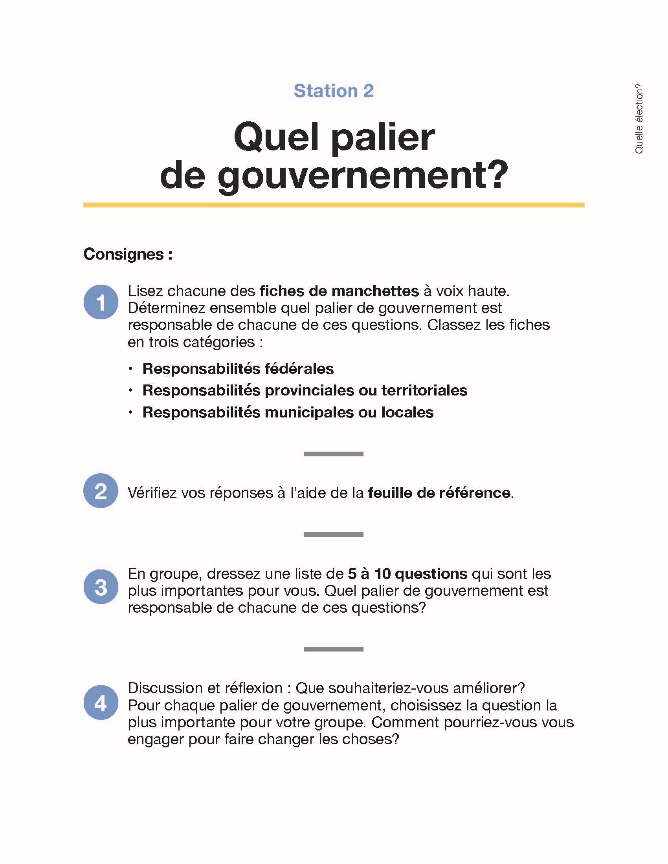 Station 2
Quelle élection?
Quel palier
de gouvernement?
Consignes :
1
Lisez chacune des fiches de manchettes à voix haute.
Déterminez ensemble quel palier de gouvernement est
responsable de chacune de ces questions. Classez les fiches
en trois catégories :
• Responsabilités fédérales
• Responsabilités provinciales ou territoriales
• Responsabilités municipales ou locales
2
Vérifiez vos réponses à l'aide de la feuille de référence.
3
En groupe, dressez une liste de 5 à 10 questions qui sont les
plus importantes pour vous. Quel palier de gouvernement est
responsable de chacune de ces questions?
4
Discussion et réflexion : Que souhaiteriez-vous améliorer?
Pour chaque palier de gouvernement, choisissez la question la
plus importante pour votre groupe. Comment pourriez-vous vous
engager pour faire changer les choses?